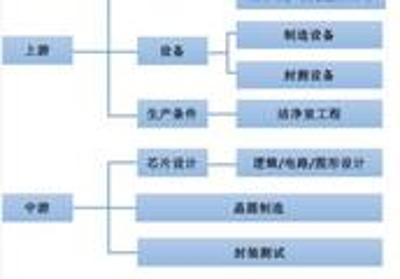 制造设备
上游
设备
封测设备
生产条件
洁净室工程
芯片设计
逻辑/电路/图形设计
中游
晶圆制造
封装测试